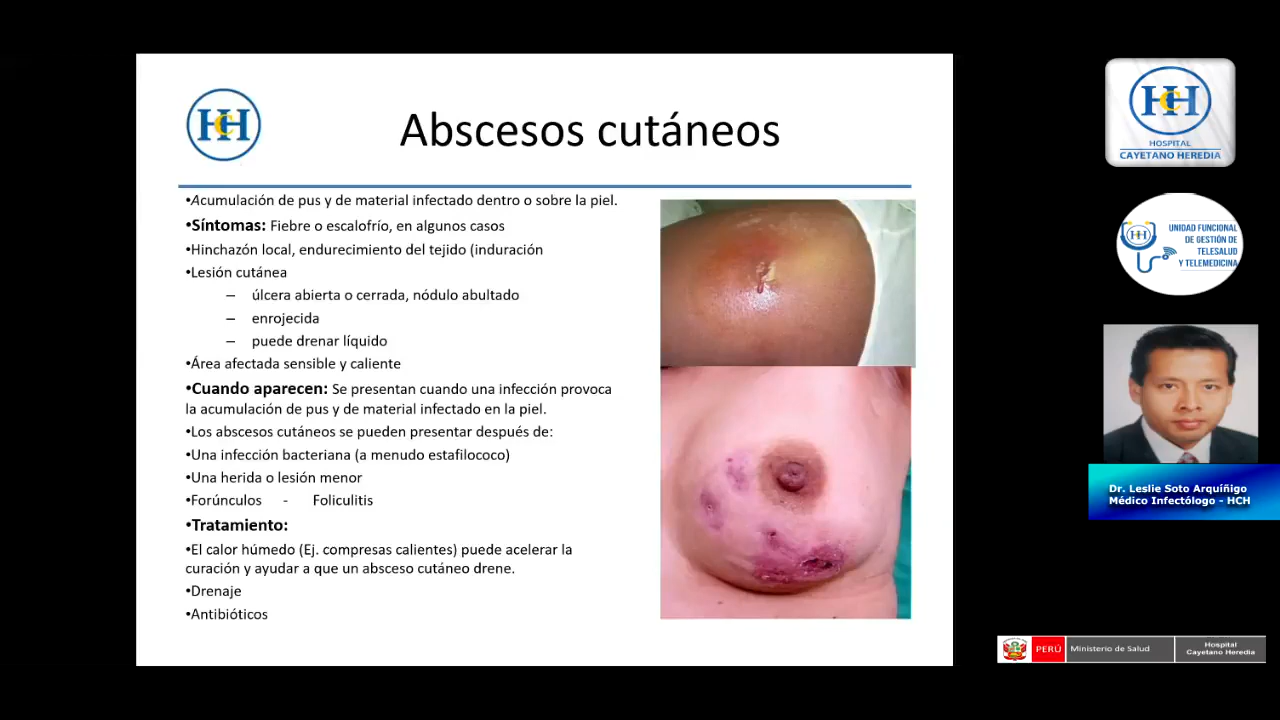 HCH
Abscesos cutáneos
•Acumulación de pus y de material infectado dentro o sobre la piel.
•Síntomas: Fiebre o escalofrío, en algunos casos
•Hinchazón local, endurecimiento del tejido (induración
•Lesión cutánea
– úlcera abierta o cerrada, nódulo abultado
– enrojecida
– puede drenar líquido
•Área afectada sensible y caliente
•Cuando aparecen: Se presentan cuando una infección provoca
la acumulación de pus y de material infectado en la piel.
•Los abscesos cutáneos se pueden presentar después de:
•Una infección bacteriana (a menudo estafilococo)
•Una herida o lesión menor
•Forúnculos - Foliculitis
•Tratamiento:
•El calor húmedo (Ej. compresas calientes) puede acelerar la
curación y ayudar a que un absceso cutáneo drene.
•Drenaje
•Antibióticos
HCH
HOSPITAL
CAYETANO HEREDIA
HCH
UNIDAD FUNCIONAL
DE GESTIÓN DE
TELESALUD
Y TELEMEDICINA
Dr. Leslie Soto Arquíñigo
Médico Infectólogo - HCH
PERÚ
Ministerio de Salud
Hospital
Cayetano Heredia